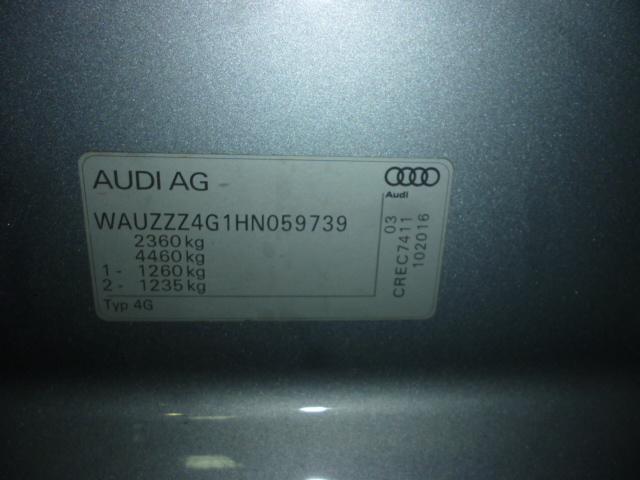 AUDI AG
Audi
WAUZZZ4G1HN059739
2360kg
4460kg
1 - 1260kg
2 - 1235kg
Typ 4G
03
CREC7411
102016